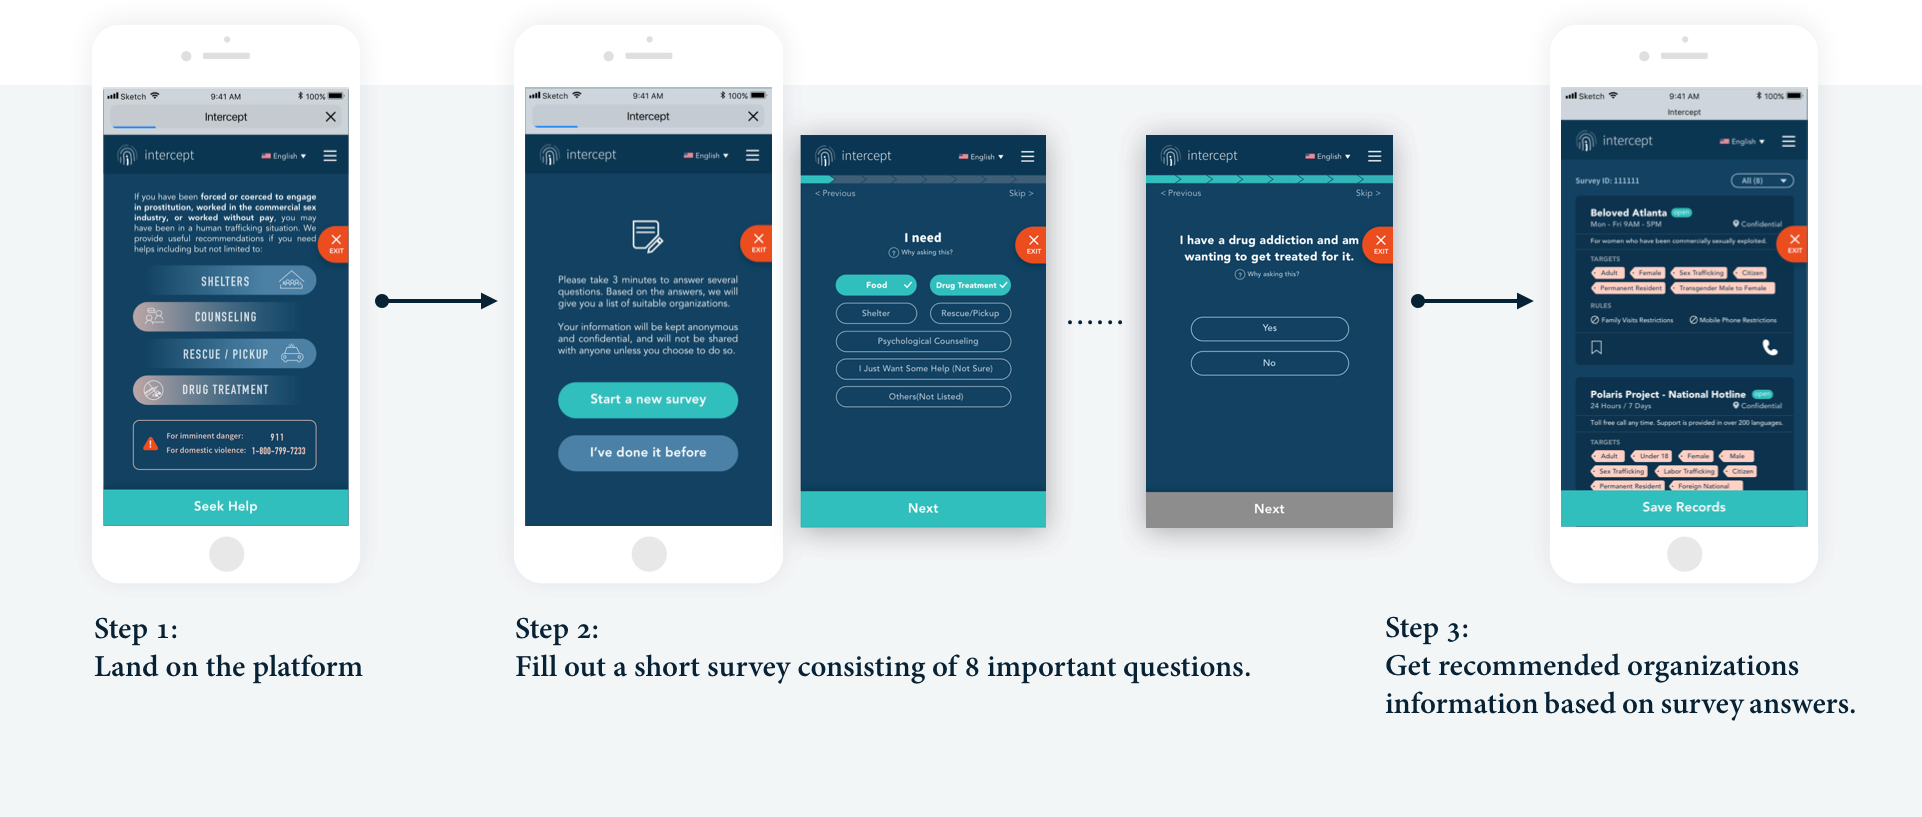 Sketch 9:41 AM 100%
Intercept
intercept English
If you have been forced or coerced to engage
in prostitution, worked in the commercial sex
industry, or worked without pay, you may
have been in a human trafficking situation. We
provide useful recommendations if you need
helps including but not limited to:
EXIT
SHELTERS
COUNSELING
RESCUE / PICKUP
DRUG TREATMENT
For imminent danger: 911
For domestic violence: 1-800-799-7233
Seek Help
Step 1:
Land on the platform
Sketch 9:41 AM 100%
Intercept
intercept English
EXIT
Please take 3 minutes to answer several
questions. Based on the answers, we will
give you a list of suitable organizations.
Your information will be kept anonymous
and confidential, and will not be shared
with anyone unless you choose to do so.
Start a new survey
I've done it before
intercept English
< Previous Skip >
I need
Why asking this?
EXIT
Food Drug Treatment
Shelter Rescue/Pickup
Psychological Counseling
I Just Want Some Help (Not Sure)
Others(Not Listed)
Next
intercept English
< Previous Skip >
I have a drug addiction and am
wanting to get treated for it.
Why asking this?
EXIT
Yes
No
Next
Step 2:
Fill out a short survey consisting of 8 important questions.
Sketch 9:41 AM 100%
Intercept
intercept English
Survey ID: 111111 All (8)
Beloved Atlanta open
Mon - Fri 9AM - 5PM Confidential
For women who have been commercially sexually exploited.
EXIT
TARGETS
Adult Female Sex Trafficking Citizen
Permanent Resident Transgender Male to Female
RULES
Family Visits Restrictions Mobile Phone Restrictions
Polaris Project - National Hotline open
24 Hours / 7 Days Confidential
Toll free call any time. Support is provided in over 200 languages.
TARGETS
Adult Under 18 Female Male
Sex Trafficking Labor Trafficking Citizen
Permanent Resident Foreign National
Save Records
Step 3:
Get recommended organizations
information based on survey answers.